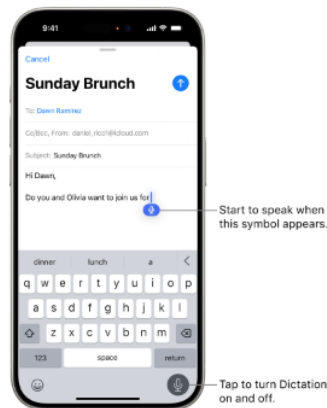 9:41
Cancel
Sunday Brunch
To: Dawn Ramirez
Cc/Bcc, From: daniel_rico1@icloud.com
Subject: Sunday Brunch
Hi Dawn,
Do you and Olivia want to join us for
Start to speak when
this symbol appears.
dinner lunch a
q w e r t y u i o p
a s d f g h j k l
z x c v b n m
123 space return
Tap to turn Dictation
on and off.